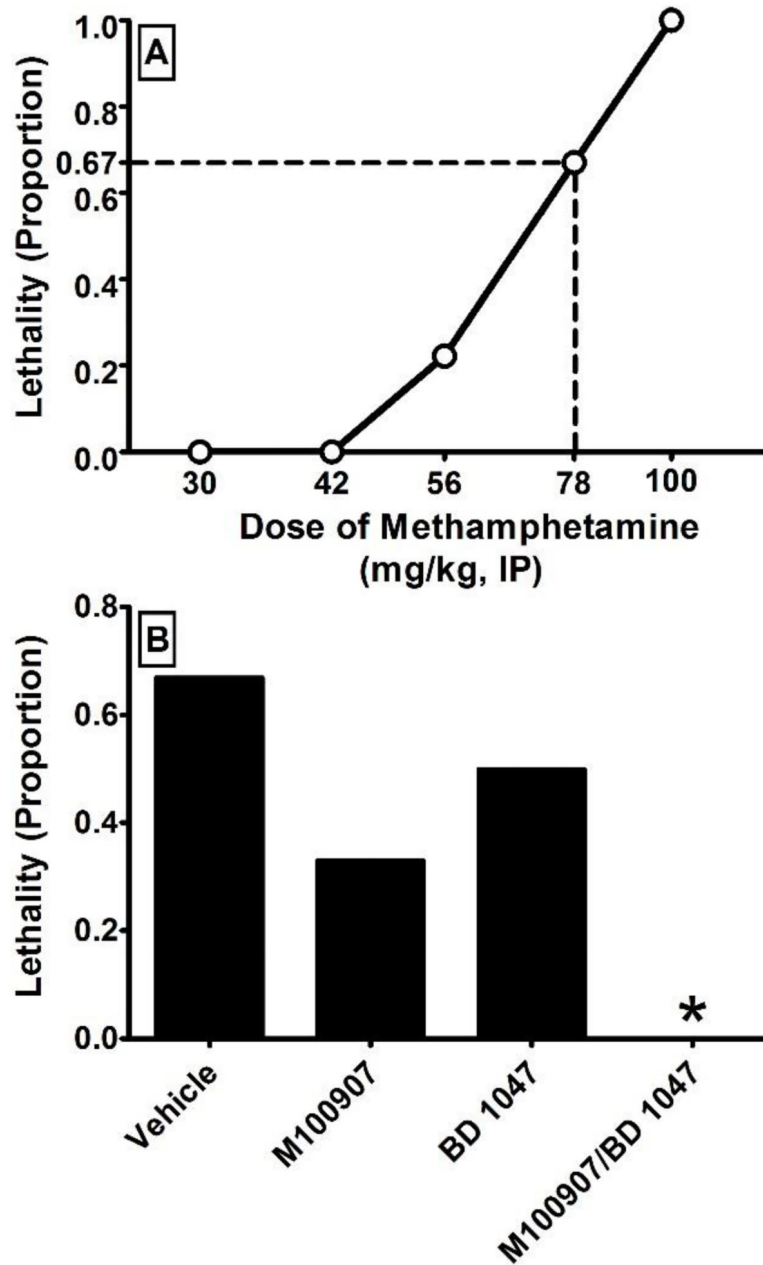 A
Lethality (Proportion)
1.0
0.8
0.67
0.6
0.4
0.2
0.0
30 42 56 78 100
Dose of Methamphetamine
(mg/kg, IP)
B
Lethality (Proportion)
0.8
0.6
0.4
0.2
0.0
*
Vehicle
M100907
BD 1047
M100907/BD 1047